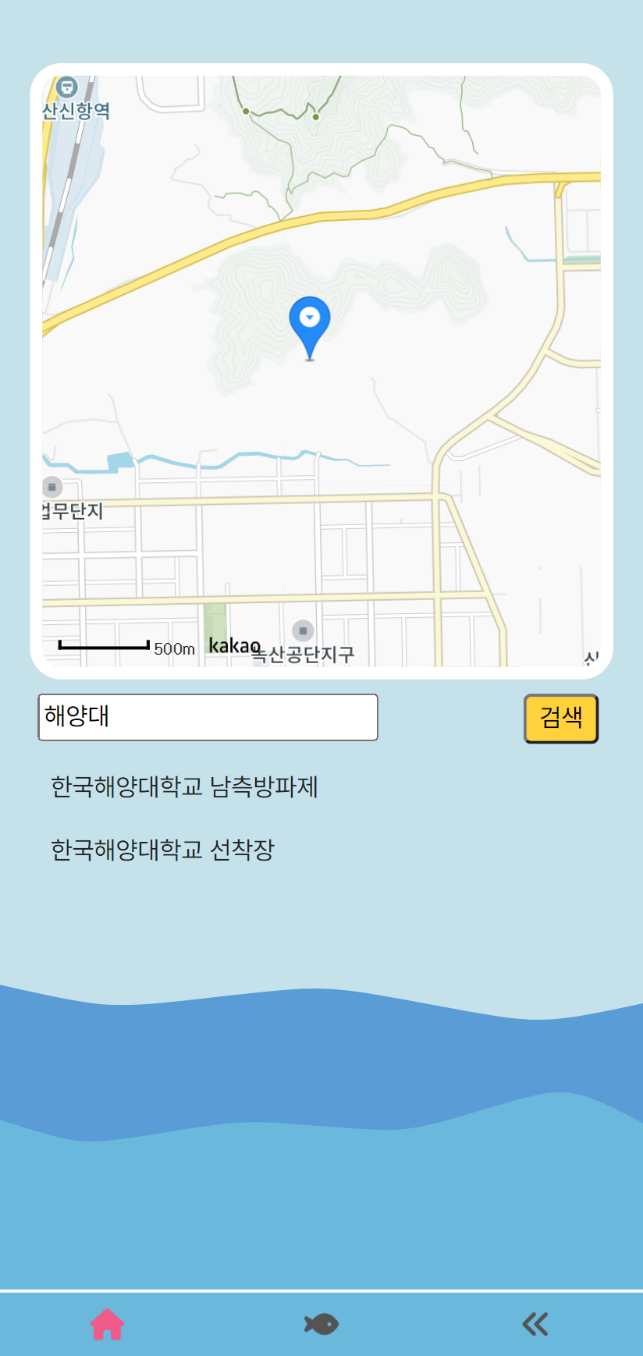 산신항역
업무단지
500m kakao
녹산공단지구
해양대
검색
한국해양대학교 남측방파제
한국해양대학교 선착장